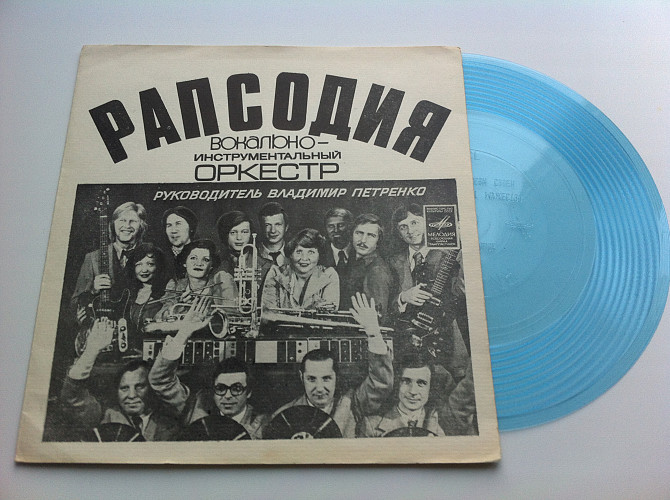 РАПСОДИЯ
ВОКАЛЬНО-
ИНСТРУМЕНТАЛЬНЫЙ
ОРКЕСТР
РУКОВОДИТЕЛЬ ВЛАДИМИР ПЕТРЕНКО
МЕЛОДИЯ